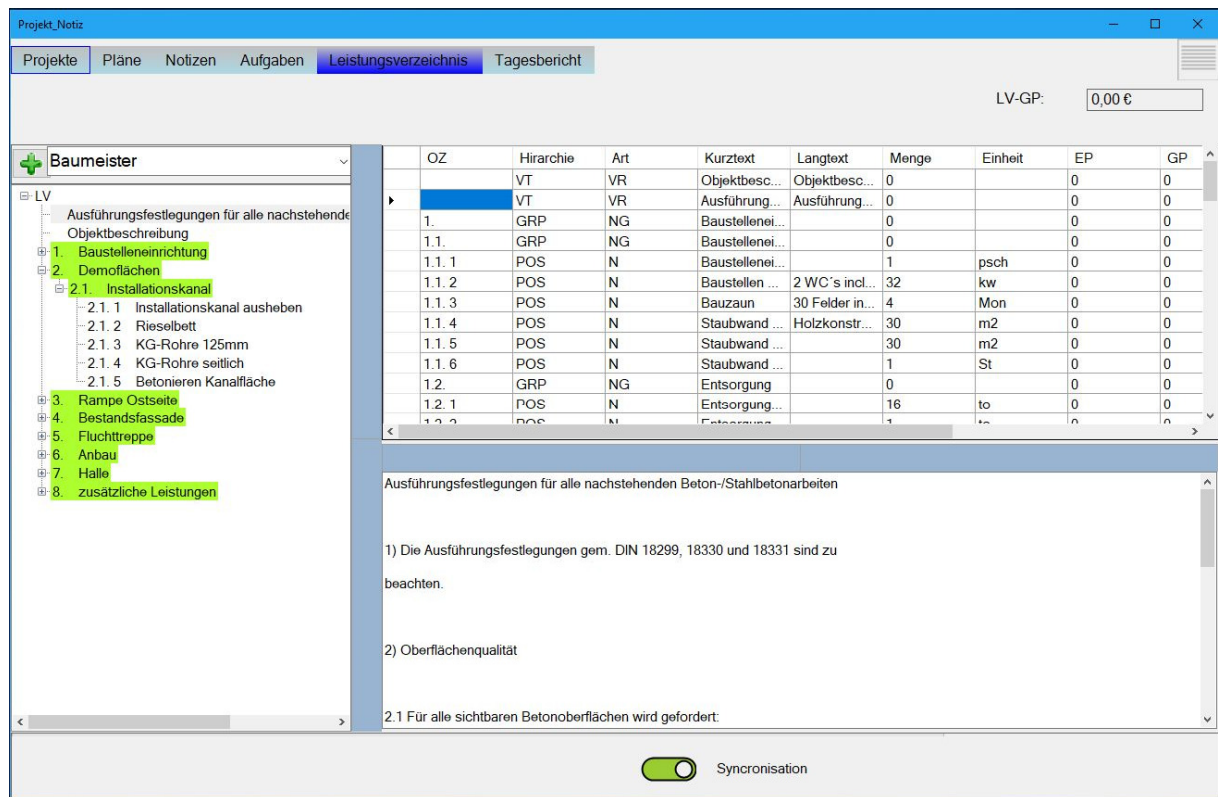 Projekt_Notiz
Projekte Pläne Notizen Aufgaben Leistungsverzeichnis Tagesbericht
LV-GP: 0,00 €
Baumeister
LV
Ausführungsfestlegungen für alle nachstehende
Objektbeschreibung
1. Baustelleneinrichtung
2. Demoflächen
2.1. Installationskanal
2.1. 1 Installationskanal ausheben
2.1. 2 Rieselbett
2.1. 3 KG-Rohre 125mm
2.1. 4 KG-Rohre seitlich
2.1. 5 Betonieren Kanalfläche
3. Rampe Ostseite
4. Bestandsfassade
5. Fluchttreppe
6. Anbau
7. Halle
8. zusätzliche Leistungen
OZ Hirarchie Art Kurztext Langtext Menge Einheit EP GP
VT VR Objektbesc... Objektbesc... 0 0 0
VT VR Ausführung... Ausführung... 0 0 0
1. GRP NG Baustellenei... 0 0 0
1.1. GRP NG Baustellenei... 0 0 0
1.1. 1 POS N Baustellenei... 1 psch 0 0
1.1. 2 POS N Baustellen ... 2 WC´s incl... 32 kw 0 0
1.1. 3 POS N Bauzaun 30 Felder in... 4 Mon 0 0
1.1. 4 POS N Staubwand ... Holzkonstr... 30 m2 0 0
1.1. 5 POS N Staubwand ... 30 m2 0 0
1.1. 6 POS N Staubwand ... 1 St 0 0
1.2. GRP NG Entsorgung 0 0 0
1.2. 1 POS N Entsorgung... 16 to 0 0
1.2. 2 POS N Entsorgung... 1 to 0 0
Ausführungsfestlegungen für alle nachstehenden Beton-/Stahlbetonarbeiten
1) Die Ausführungsfestlegungen gem. DIN 18299, 18330 und 18331 sind zu
beachten.
2) Oberflächenqualität
2.1 Für alle sichtbaren Betonoberflächen wird gefordert:
Syncronisation